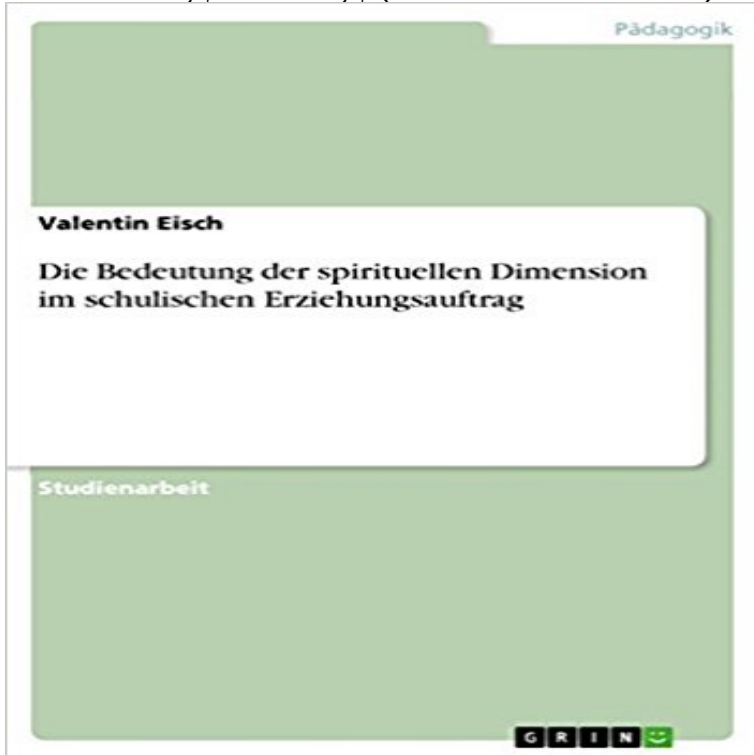 Pädagogik
Valentin Eisch
Die Bedeutung der spirituellen Dimension
im schulischen Erziehungsauftrag
Studienarbeit
GRIN